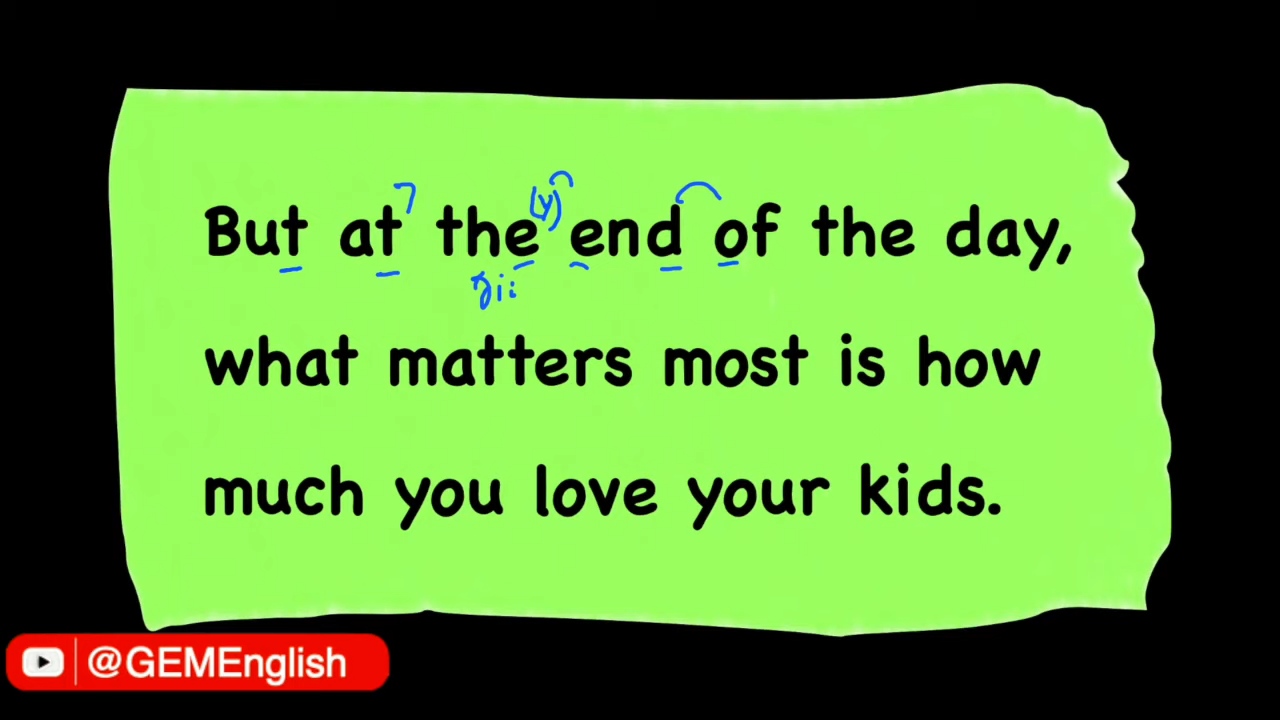 (y)
But at the end of the day,
what matters most is how
much you love your kids.
@GEMEnglish